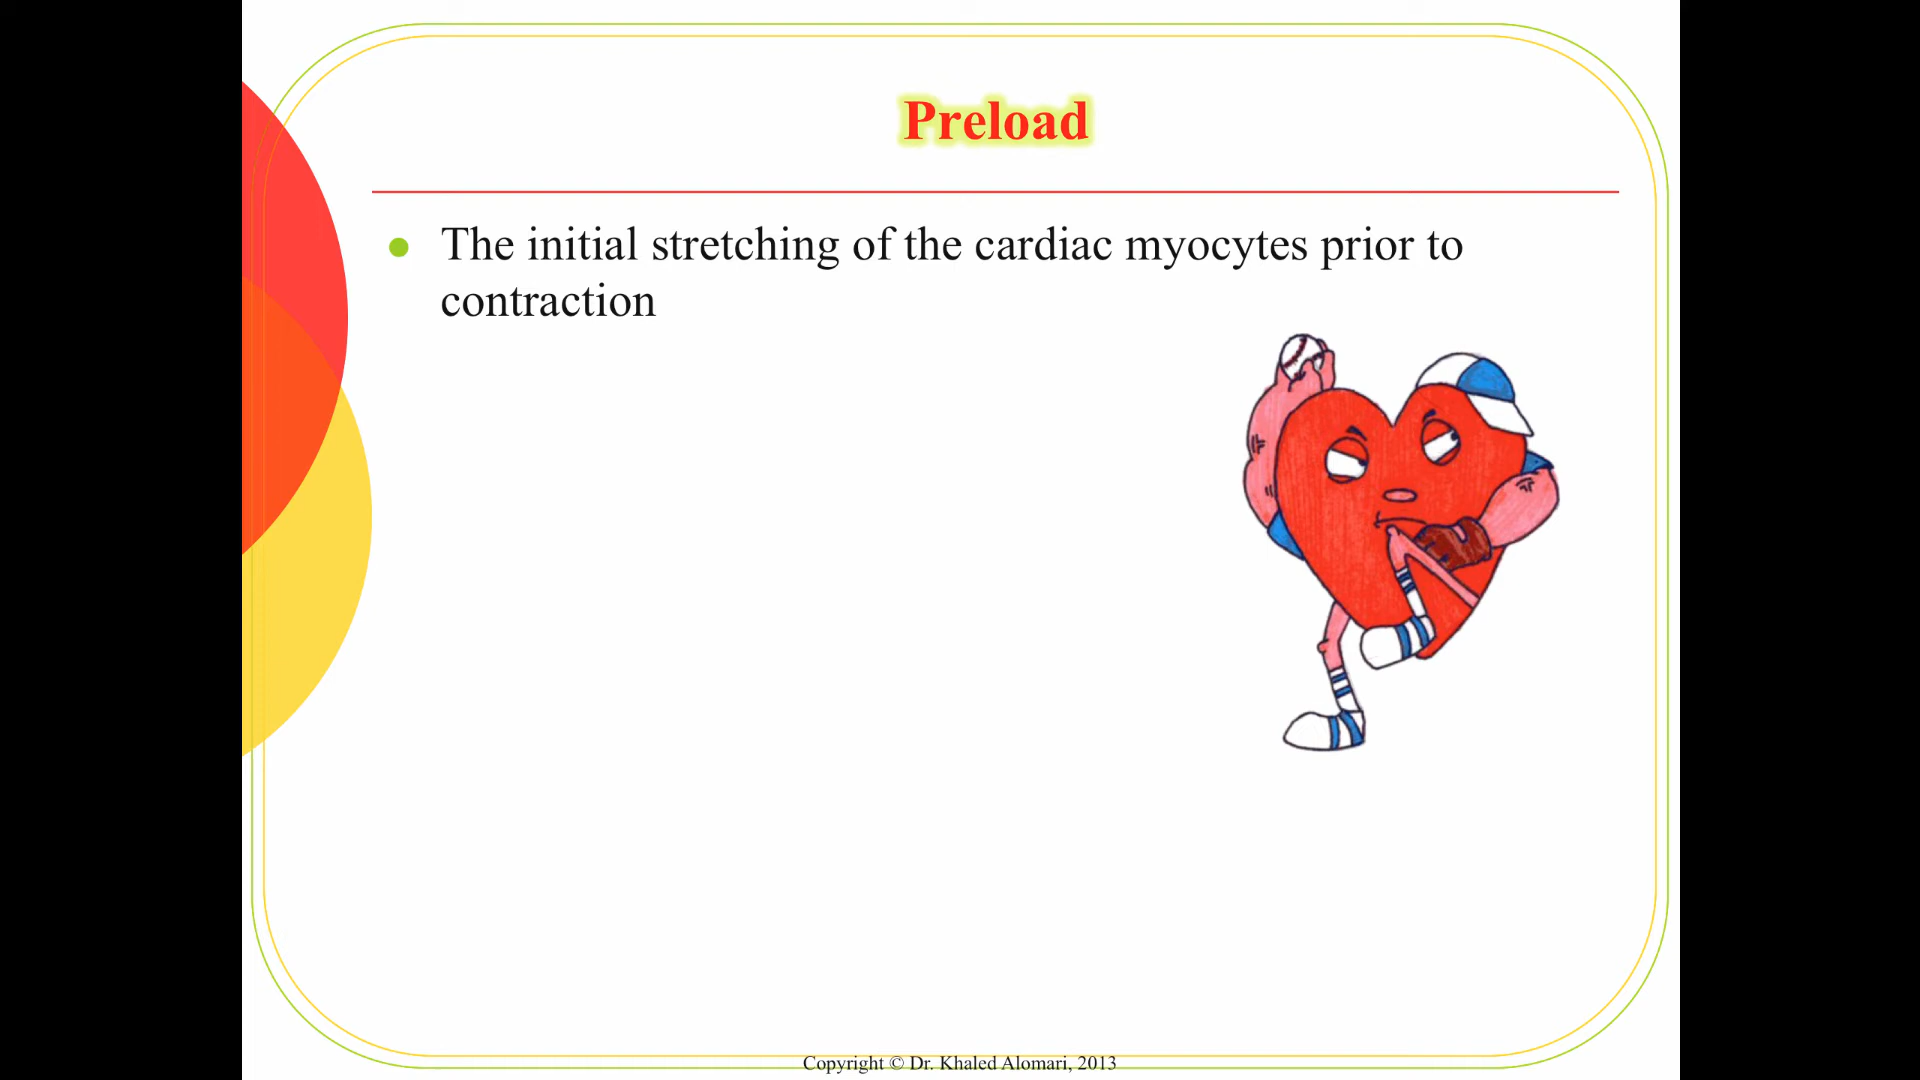 Preload
The initial stretching of the cardiac myocytes prior to
contraction
Copyright © Dr. Khaled Alomari, 2013